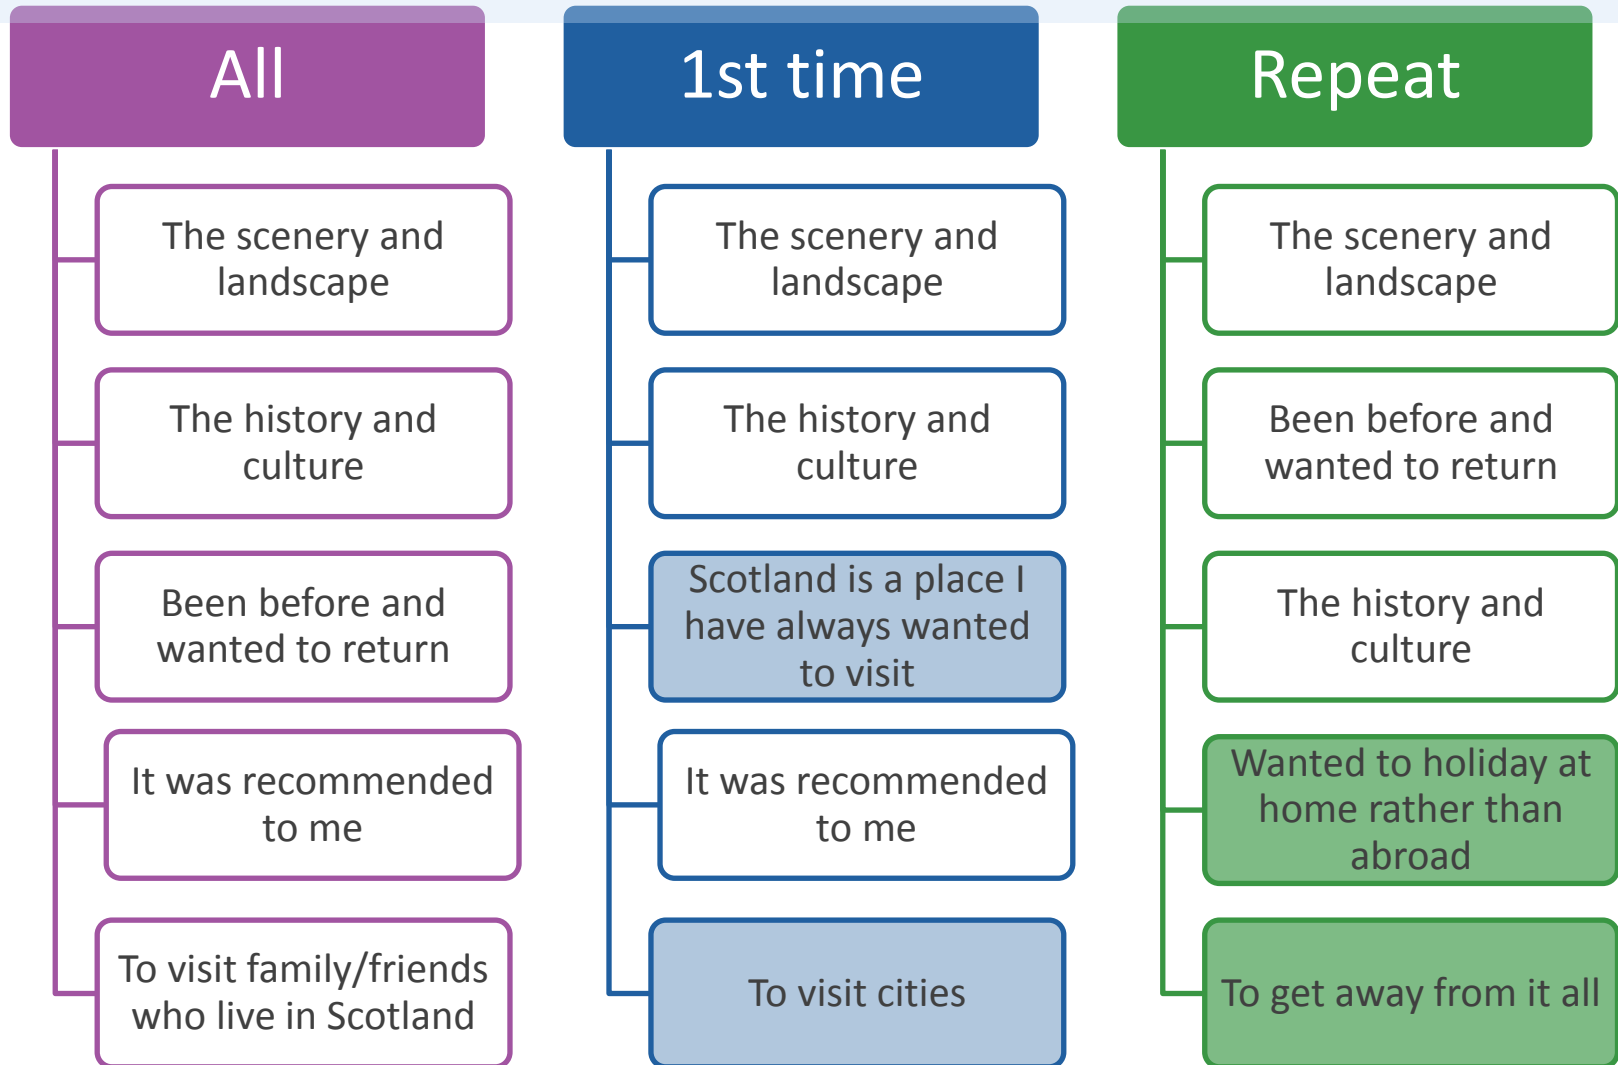 All
The scenery and
landscape
The history and
culture
Been before and
wanted to return
It was recommended
to me
To visit family/friends
who live in Scotland
1st time
The scenery and
landscape
The history and
culture
Scotland is a place I
have always wanted
to visit
It was recommended
to me
To visit cities
Repeat
The scenery and
landscape
Been before and
wanted to return
The history and
culture
Wanted to holiday at
home rather than
abroad
To get away from it all